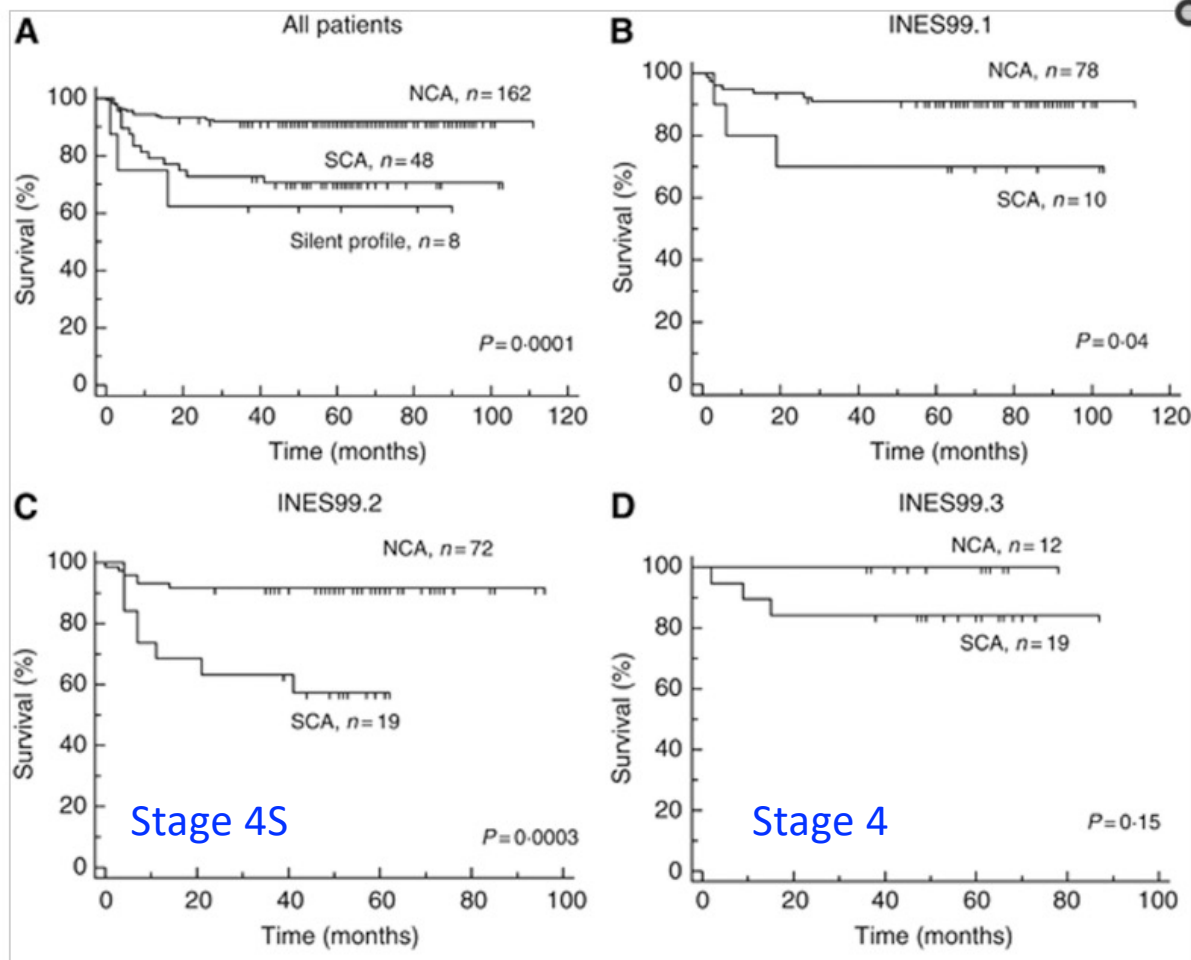 A
All patients
100
80
60
40
20
0
Survival (%)
NCA, n=162
SCA, n=48
Silent profile, n=8
P=0·0001
0 20 40 60 80 100 120
Time (months)
B
INES99.1
100
80
60
40
20
0
Survival (%)
NCA, n=78
SCA, n=10
P=0·04
0 20 40 60 80 100 120
Time (months)
C
INES99.2
100
80
60
40
20
0
Survival (%)
NCA, n=72
SCA, n=19
Stage 4S
P=0·0003
0 20 40 60 80 100
Time (months)
D
INES99.3
100
80
60
40
20
0
Survival (%)
NCA, n=12
SCA, n=19
Stage 4
P=0·15
0 20 40 60 80 100
Time (months)